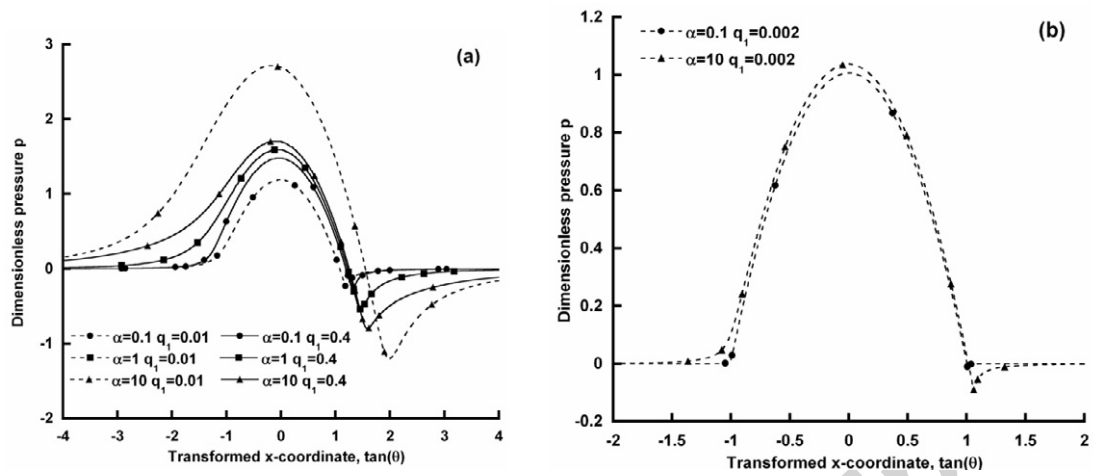 (a)
3
2
1
0
-1
-2
Dimensionless pressure p
α=0.1 q1=0.01
α=0.1 q1=0.4
α=1 q1=0.01
α=1 q1=0.4
α=10 q1=0.01
α=10 q1=0.4
-4 -3 -2 -1 0 1 2 3 4
Transformed x-coordinate, tan(θ)
(b)
α=0.1 q1=0.002
α=10 q1=0.002
1.2
1
0.8
0.6
0.4
0.2
0
-0.2
Dimensionless pressure p
-2 -1.5 -1 -0.5 0 0.5 1 1.5 2
Transformed x-coordinate, tan(θ)